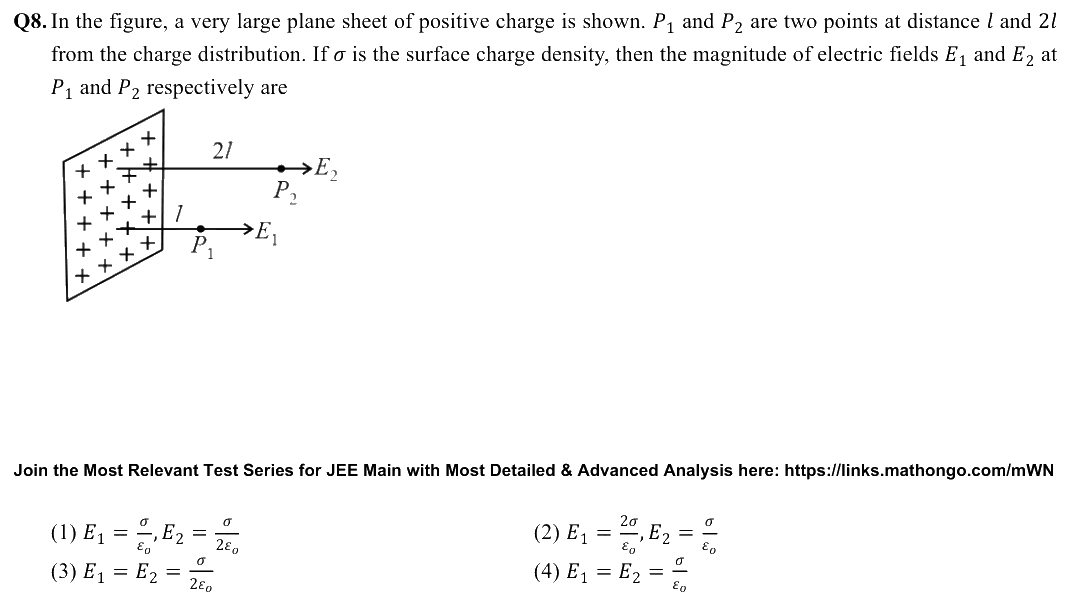 Q8. In the figure, a very large plane sheet of positive charge is shown. P₁ and P₂ are two points at distance l and 2l
from the charge distribution. If σ is the surface charge density, then the magnitude of electric fields E₁ and E₂ at
P₁ and P₂ respectively are
2l
E₂
P₂
l
E₁
P₁
Join the Most Relevant Test Series for JEE Main with Most Detailed & Advanced Analysis here: https://links.mathongo.com/mWN
(1) E₁ = σ/ε₀, E₂ = σ/2ε₀ (2) E₁ = 2σ/ε₀, E₂ = σ/ε₀
(3) E₁ = E₂ = σ/2ε₀ (4) E₁ = E₂ = σ/ε₀